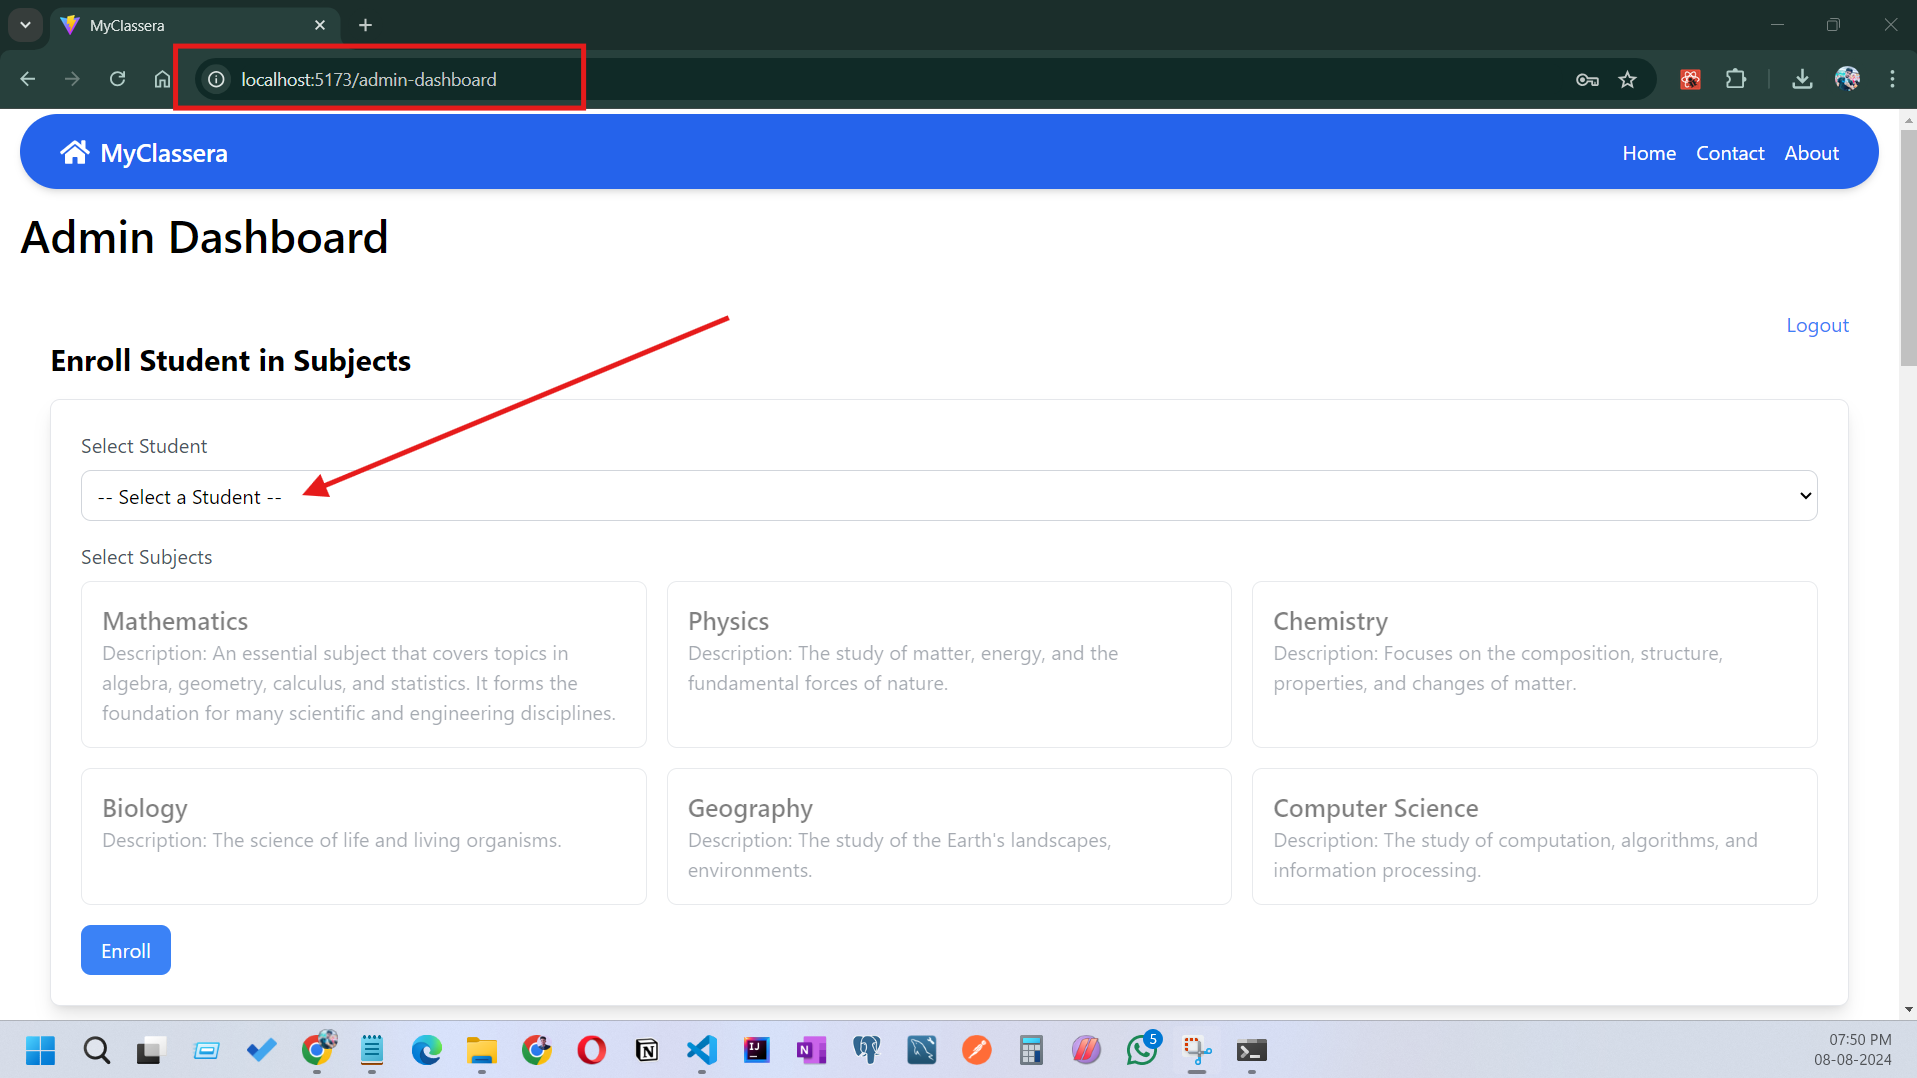 MyClassera
localhost:5173/admin-dashboard
MyClassera
Home Contact About
Admin Dashboard
Logout
Enroll Student in Subjects
Select Student
-- Select a Student --
Select Subjects
Mathematics
Description: An essential subject that covers topics in
algebra, geometry, calculus, and statistics. It forms the
foundation for many scientific and engineering disciplines.
Physics
Description: The study of matter, energy, and the
fundamental forces of nature.
Chemistry
Description: Focuses on the composition, structure,
properties, and changes of matter.
Biology
Description: The science of life and living organisms.
Geography
Description: The study of the Earth's landscapes,
environments.
Computer Science
Description: The study of computation, algorithms, and
information processing.
Enroll
5
07:50 PM
08-08-2024